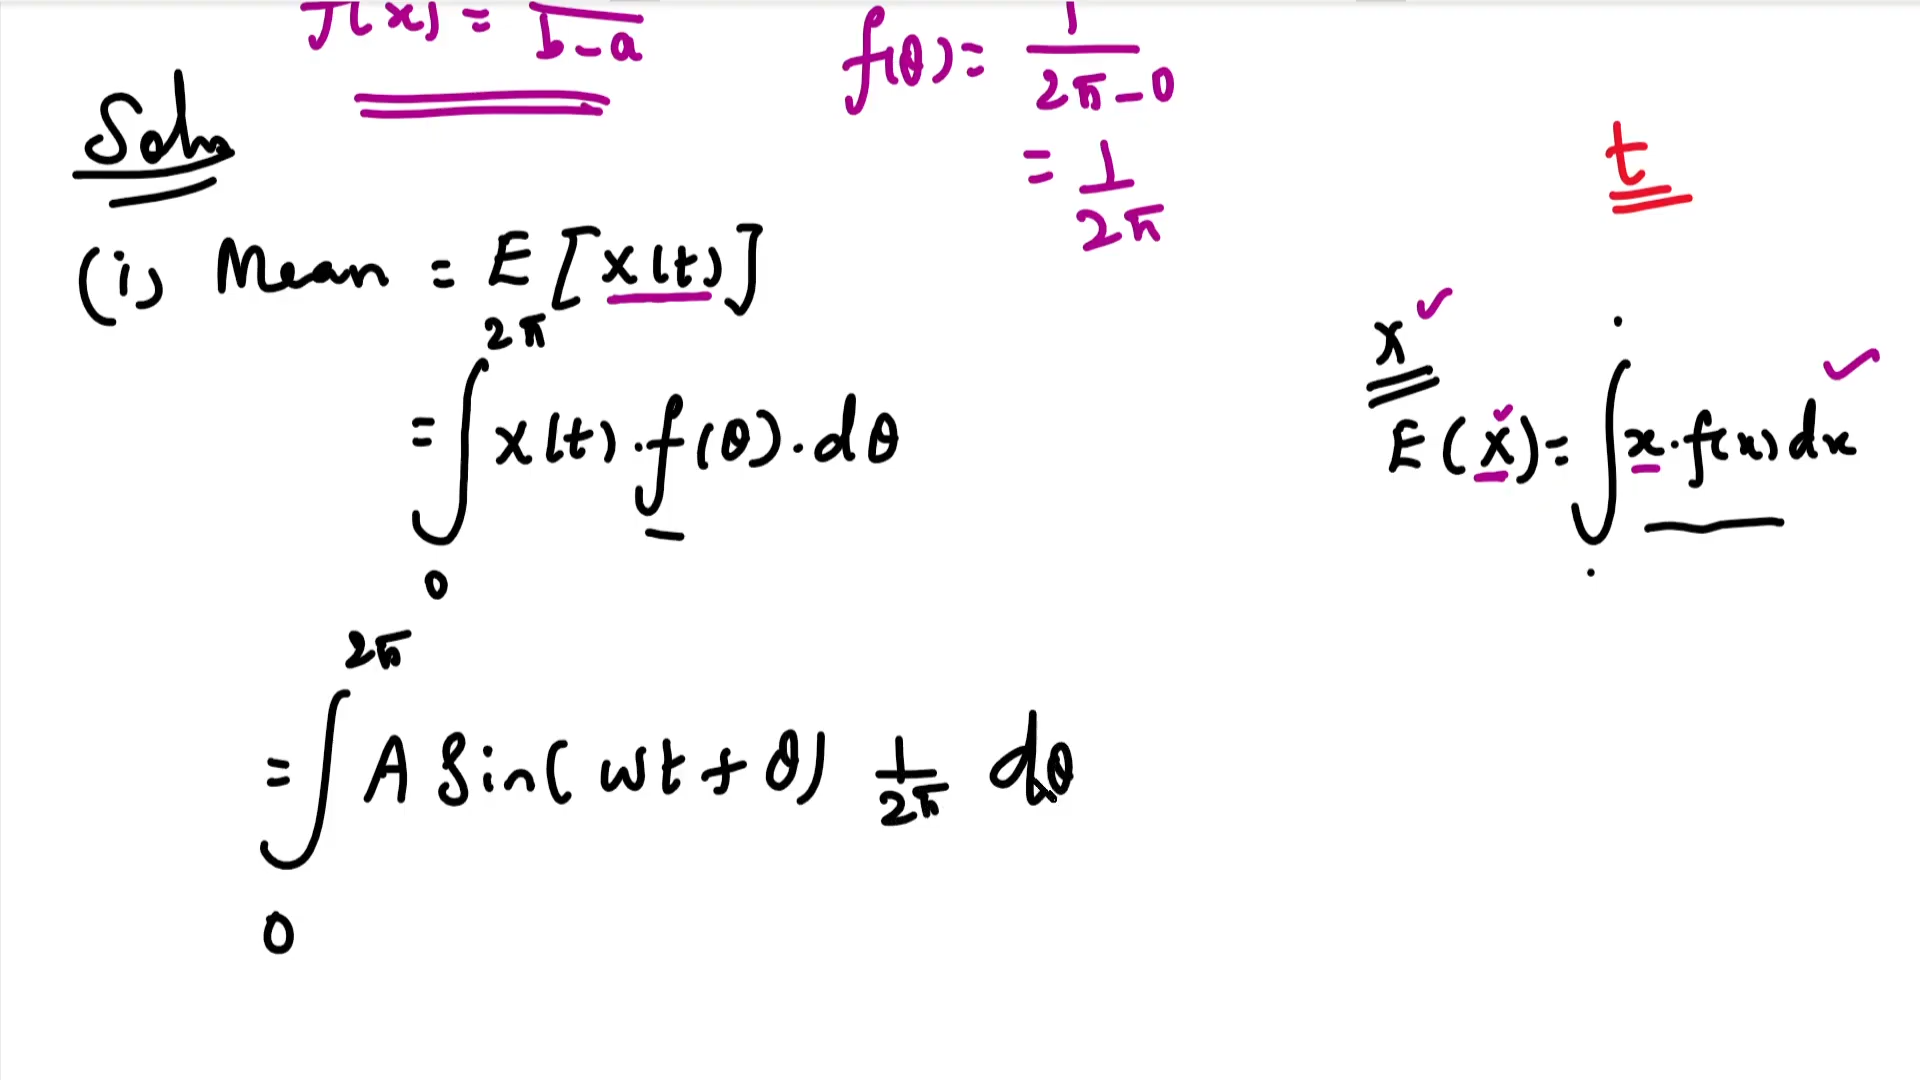 f(x) = 1/(b-a)
f(θ) = 1/(2π-0)
= 1/2π
Soln
t
(i) Mean = E[x(t)]
= ∫₀^2π x(t).f(θ).dθ
x
E(x) = ∫ x.f(x)dx
= ∫₀^2π A Sin(ωt+θ) 1/2π dθ